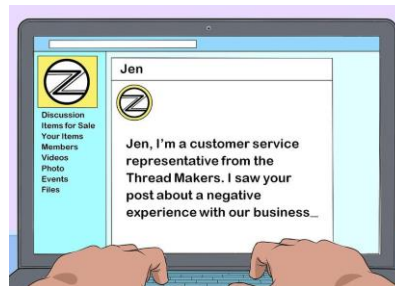 Jen
Discussion
Items for Sale
Your Items
Members
Videos
Photo
Events
Files
Jen, I'm a customer service
representative from the
Thread Makers. I saw your
post about a negative
experience with our business_